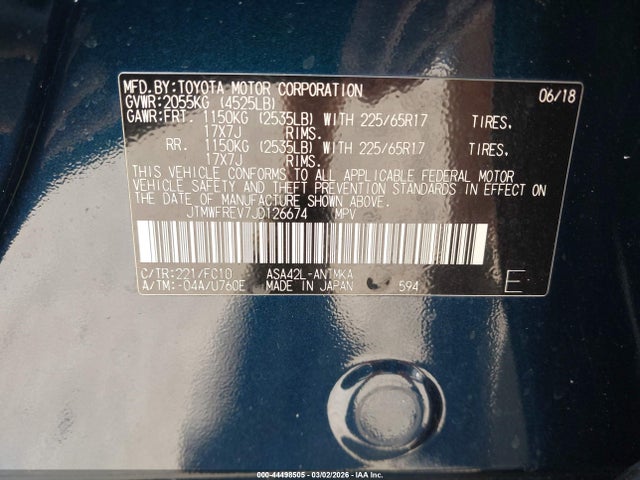 MFD.BY:TOYOTA MOTOR CORPORATION 06/18
GVWR:2055KG (4525LB)
GAWR:FRT. 1150KG (2535LB) WITH 225/65R17 TIRES,
17X7J RIMS.
RR. 1150KG (2535LB) WITH 225/65R17 TIRES,
17X7J RIMS.
THIS VEHICLE CONFORMS TO ALL APPLICABLE FEDERAL MOTOR
VEHICLE SAFETY AND THEFT PREVENTION STANDARDS IN EFFECT ON
THE DATE OF MANUFACTURE SHOWN ABOVE.
JTMWFREV7JD126674 MPV
C/TR:221/FC10 ASA42L-ANTMKA
A/TM:-04A/U760E MADE IN JAPAN 594 E
000-44498505 - 03/02/2026 - COPART.CA